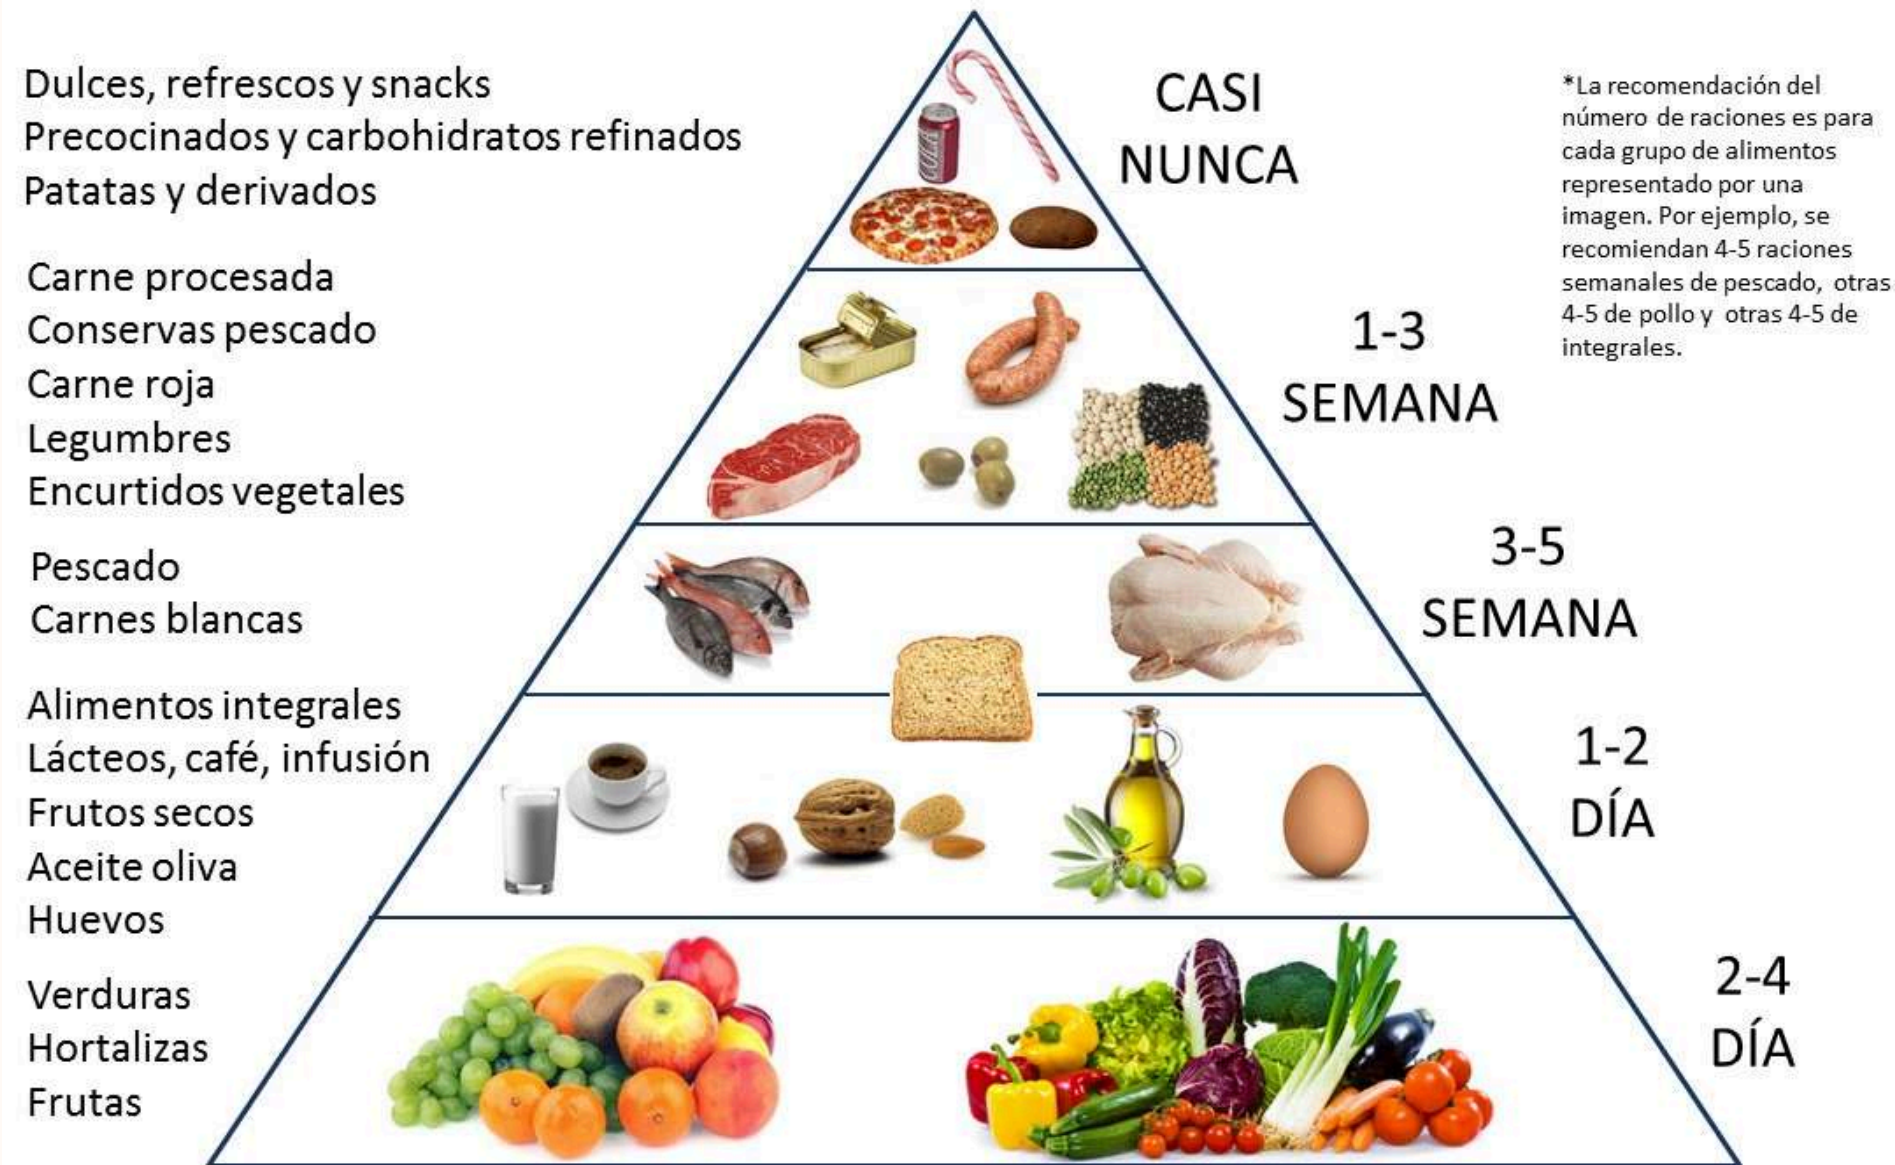 Dulces, refrescos y snacks
Precocinados y carbohidratos refinados
Patatas y derivados
CASI
NUNCA
*La recomendación del
número de raciones es para
cada grupo de alimentos
representado por una
imagen. Por ejemplo, se
recomiendan 4-5 raciones
semanales de pescado, otras
4-5 de pollo y otras 4-5 de
integrales.
Carne procesada
Conservas pescado
Carne roja
Legumbres
Encurtidos vegetales
1-3
SEMANA
Pescado
Carnes blancas
3-5
SEMANA
Alimentos integrales
Lácteos, café, infusión
Frutos secos
Aceite oliva
Huevos
1-2
DÍA
Verduras
Hortalizas
Frutas
2-4
DÍA